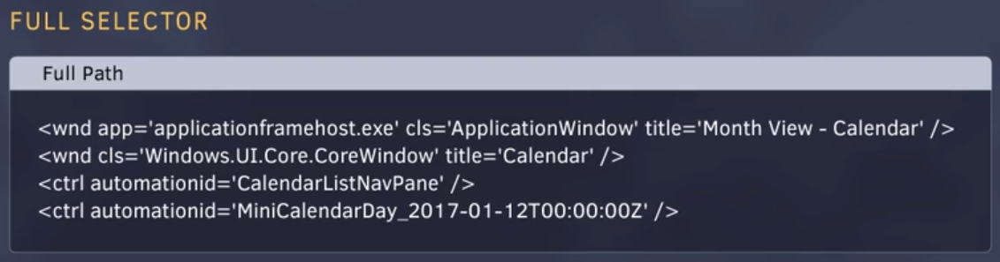 FULL SELECTOR
Full Path
<wnd app='applicationframehost.exe' cls='ApplicationWindow' title='Month View - Calendar' />
<wnd cls='Windows.UI.Core.CoreWindow' title='Calendar' />
<ctrl automationid='CalendarListNavPane' />
<ctrl automationid='MiniCalendarDay_2017-01-12T00:00:00Z' />